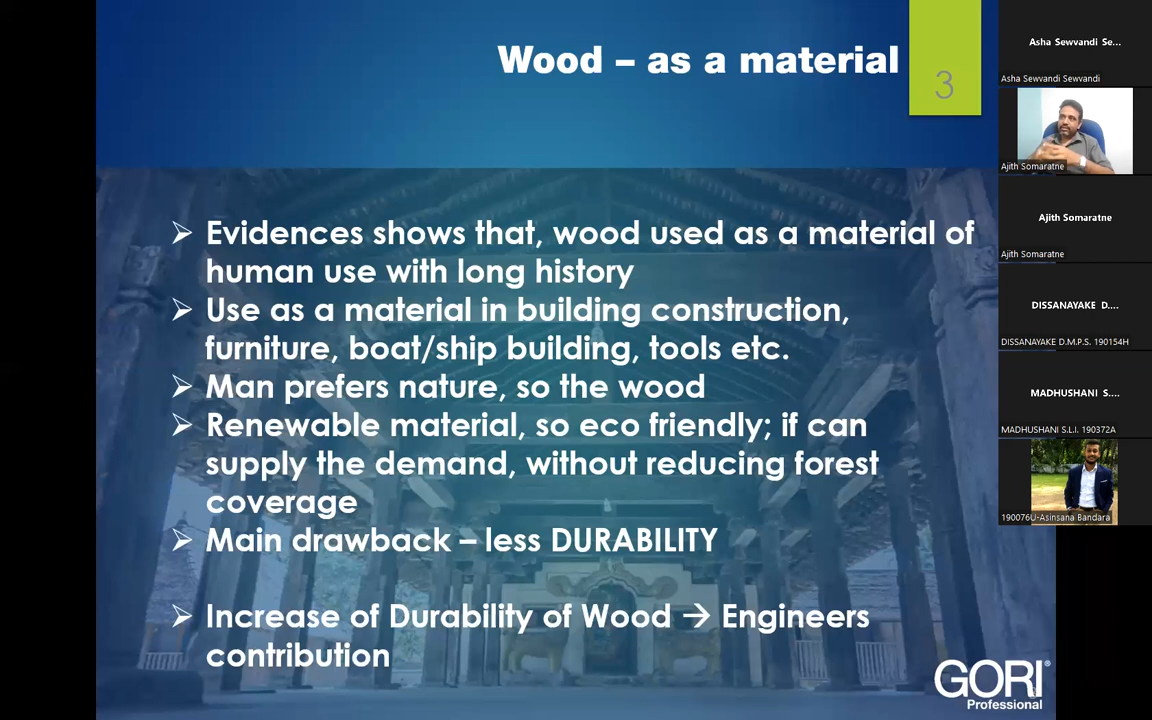 Wood – as a material
3
➢ Evidences shows that, wood used as a material of
human use with long history
➢ Use as a material in building construction,
furniture, boat/ship building, tools etc.
➢ Man prefers nature, so the wood
➢ Renewable material, so eco friendly; if can
supply the demand, without reducing forest
coverage
➢ Main drawback – less DURABILITY
➢ Increase of Durability of Wood → Engineers
contribution
GORI®
Professional
Asha Sewvandi Se...
Asha Sewvandi Sewvandi
Ajith Somaratne
Ajith Somaratne
Ajith Somaratne
DISSANAYAKE D....
DISSANAYAKE D.M.P.S. 190154H
MADHUSHANI S....
MADHUSHANI S.L.I. 190372A
190076U-Asinsana Bandara